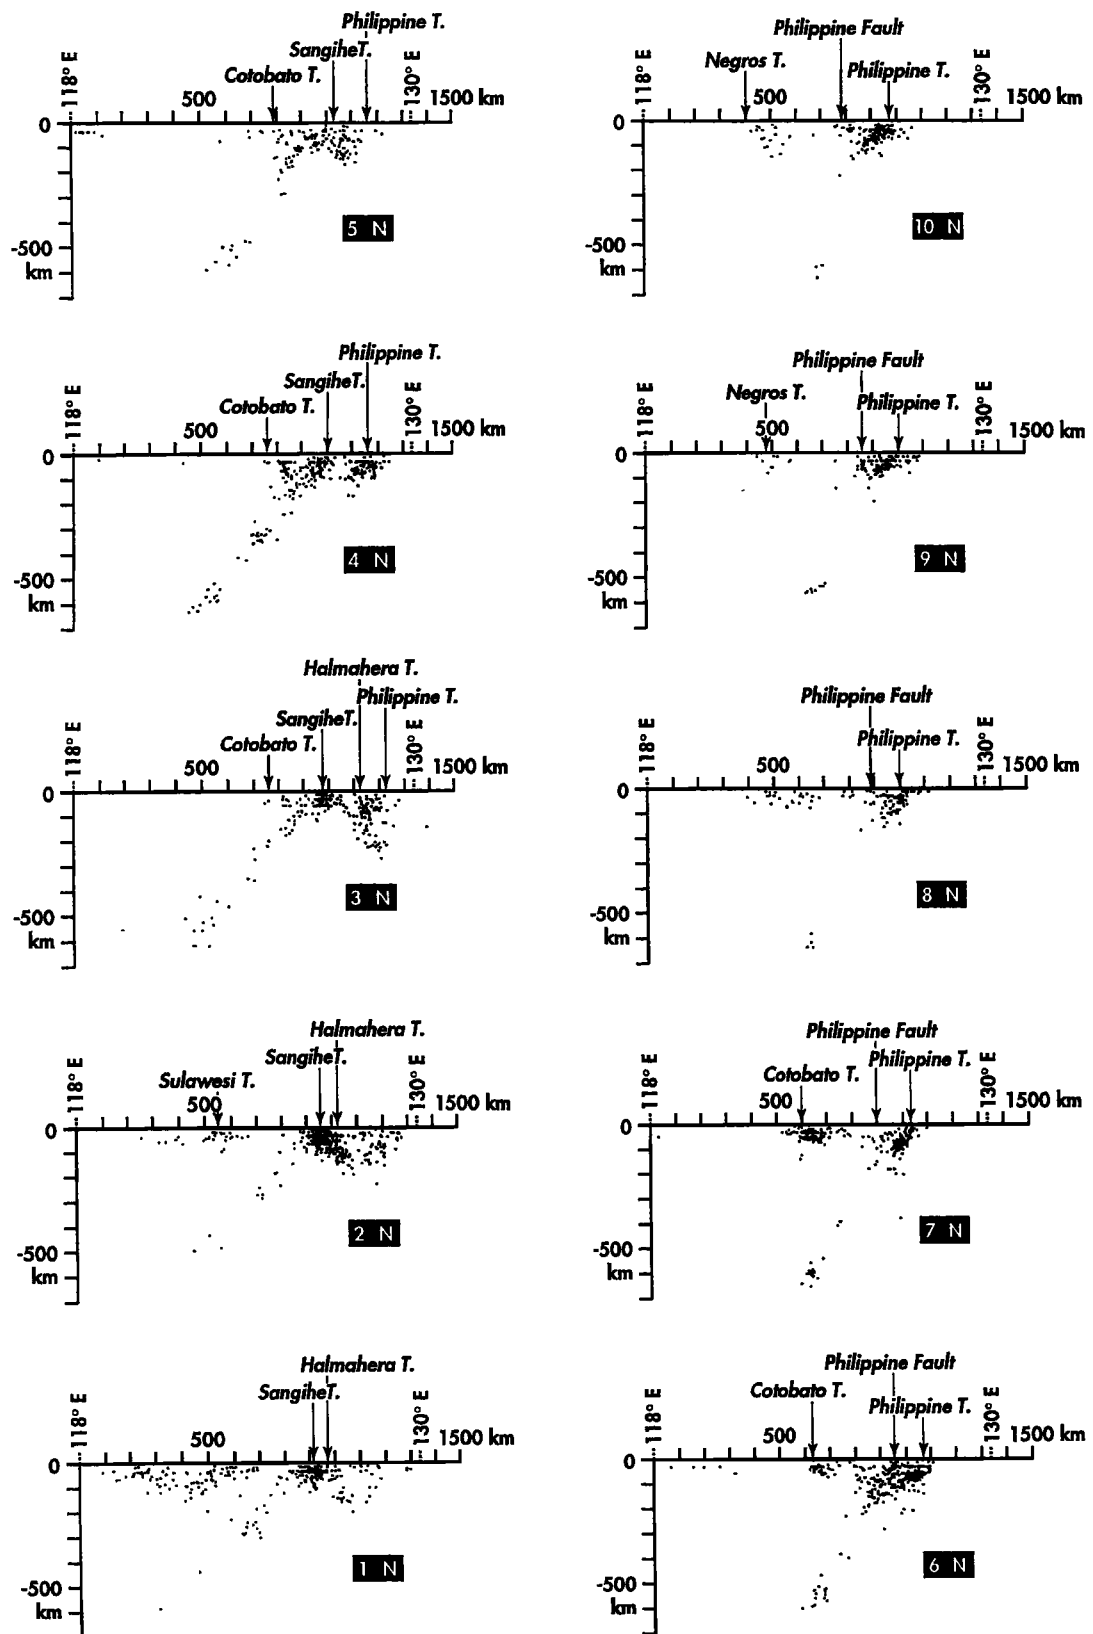 Philippine T.
SangiheT.
Cotobato T.
118° E
500
130° E
1500 km
0
5 N
-500
km
Philippine T.
SangiheT.
Cotobato T.
118° E
500
130° E
1500 km
0
4 N
-500
km
Halmahera T.
Philippine T.
SangiheT.
Cotobato T.
118° E
500
130° E
1500 km
0
3 N
-500
km
Halmahera T.
SangiheT.
Sulawesi T.
118° E
500
130° E
1500 km
0
2 N
-500
km
Halmahera T.
SangiheT.
118° E
500
130° E
1500 km
0
1 N
-500
km
Philippine Fault
Negros T.
Philippine T.
118° E
500
130° E
1500 km
0
10 N
-500
km
Philippine Fault
Negros T.
Philippine T.
118° E
500
130° E
1500 km
0
9 N
-500
km
Philippine Fault
Philippine T.
118° E
500
130° E
1500 km
0
8 N
-500
km
Philippine Fault
Philippine T.
Cotobato T.
118° E
500
130° E
1500 km
0
7 N
-500
km
Philippine Fault
Cotobato T.
Philippine T.
118° E
500
130° E
1500 km
0
6 N
-500
km